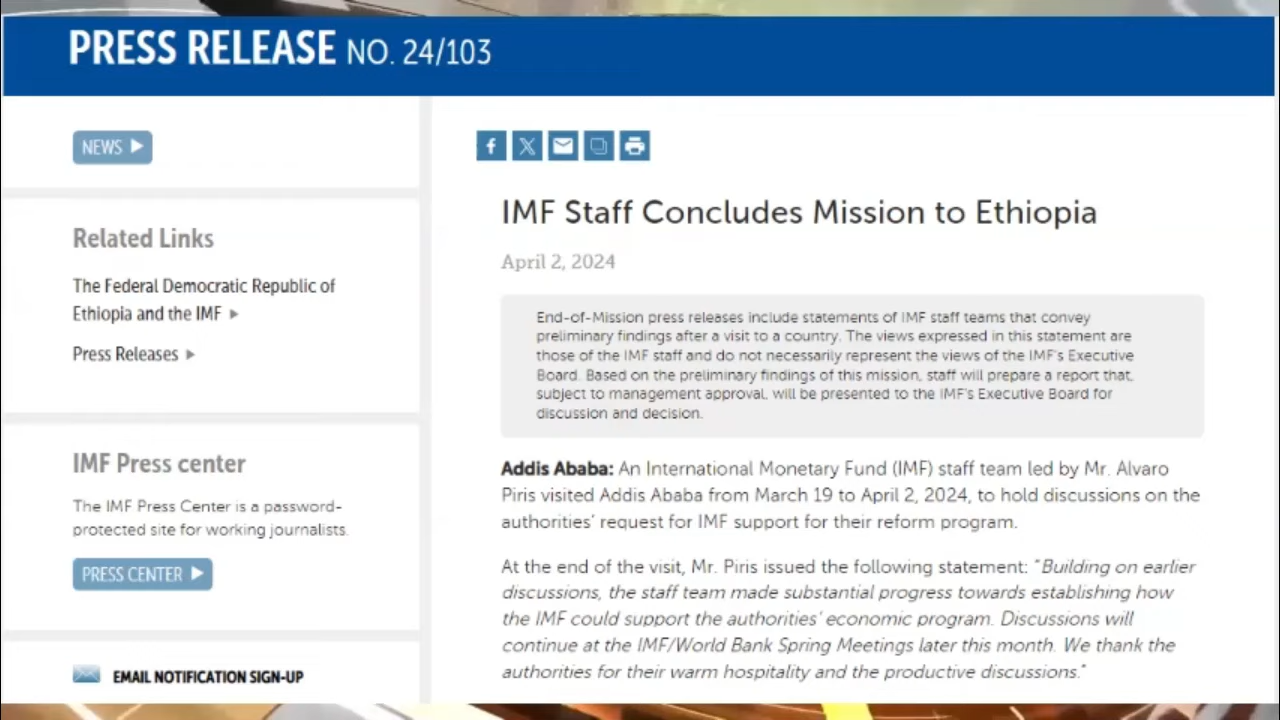 PRESS RELEASE NO. 24/103
NEWS
Related Links
The Federal Democratic Republic of
Ethiopia and the IMF
Press Releases
IMF Press center
The IMF Press Center is a password-
protected site for working journalists.
PRESS CENTER
EMAIL NOTIFICATION SIGN-UP
IMF Staff Concludes Mission to Ethiopia
April 2, 2024
End-of-Mission press releases include statements of IMF staff teams that convey
preliminary findings after a visit to a country. The views expressed in this statement are
those of the IMF staff and do not necessarily represent the views of the IMF's Executive
Board. Based on the preliminary findings of this mission, staff will prepare a report that,
subject to management approval, will be presented to the IMF's Executive Board for
discussion and decision.
Addis Ababa: An International Monetary Fund (IMF) staff team led by Mr. Alvaro
Piris visited Addis Ababa from March 19 to April 2, 2024, to hold discussions on the
authorities' request for IMF support for their reform program.
At the end of the visit, Mr. Piris issued the following statement: "Building on earlier
discussions, the staff team made substantial progress towards establishing how
the IMF could support the authorities' economic program. Discussions will
continue at the IMF/World Bank Spring Meetings later this month. We thank the
authorities for their warm hospitality and the productive discussions."